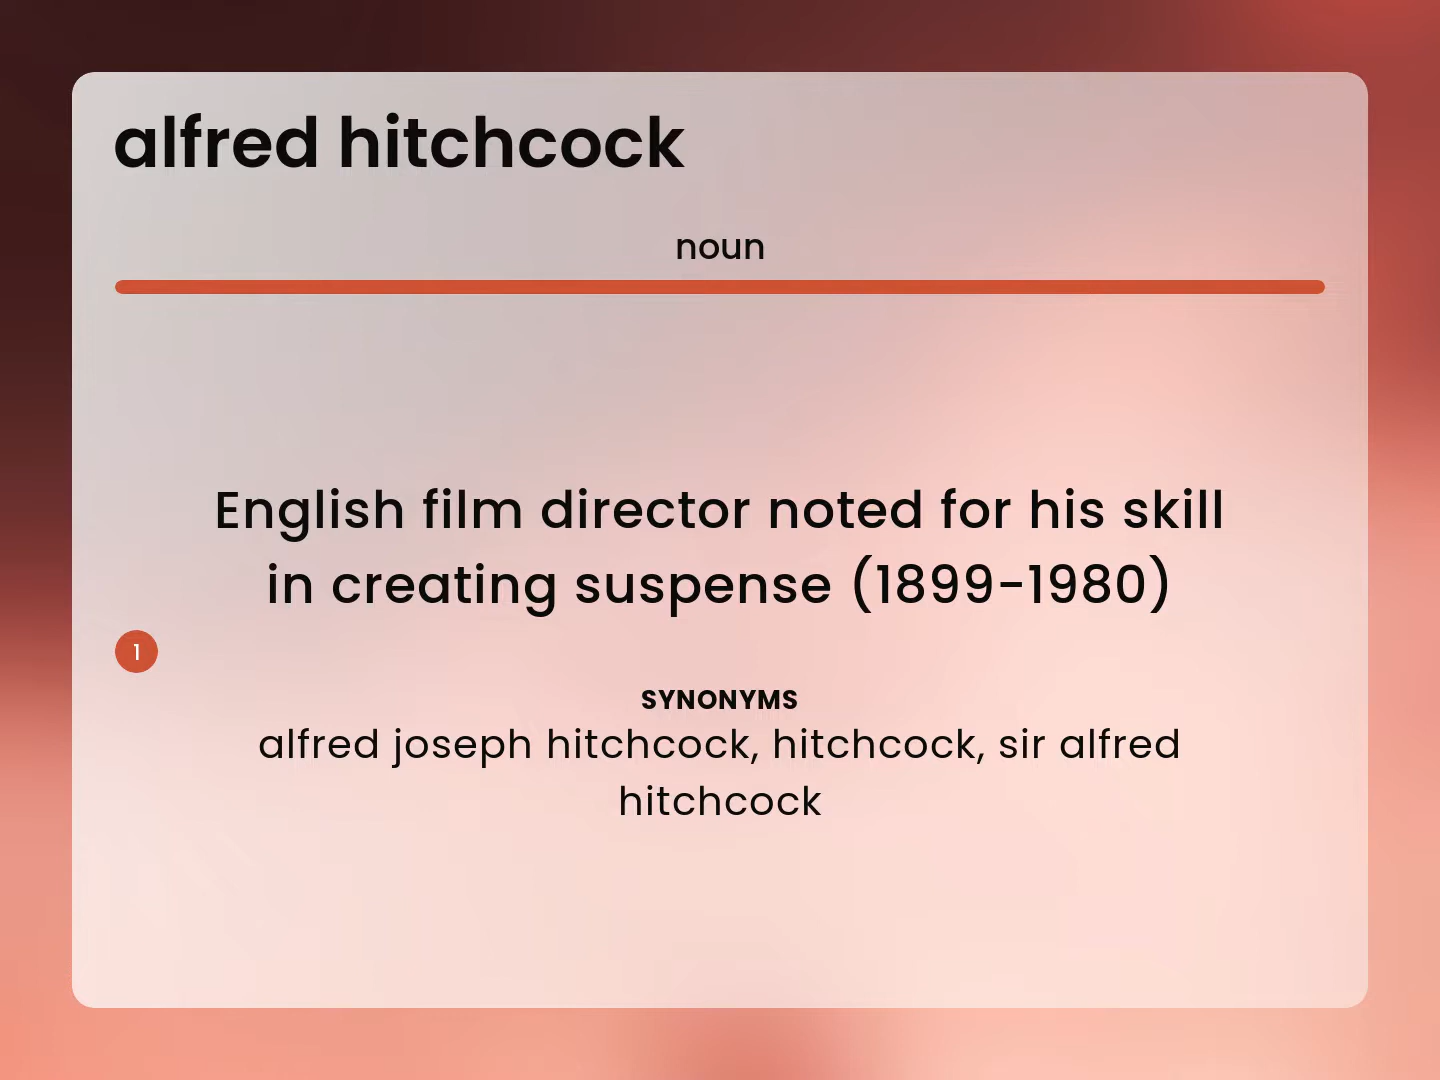 alfred hitchcock
noun
English film director noted for his skill
in creating suspense (1899-1980)
1
SYNONYMS
alfred joseph hitchcock, hitchcock, sir alfred
hitchcock